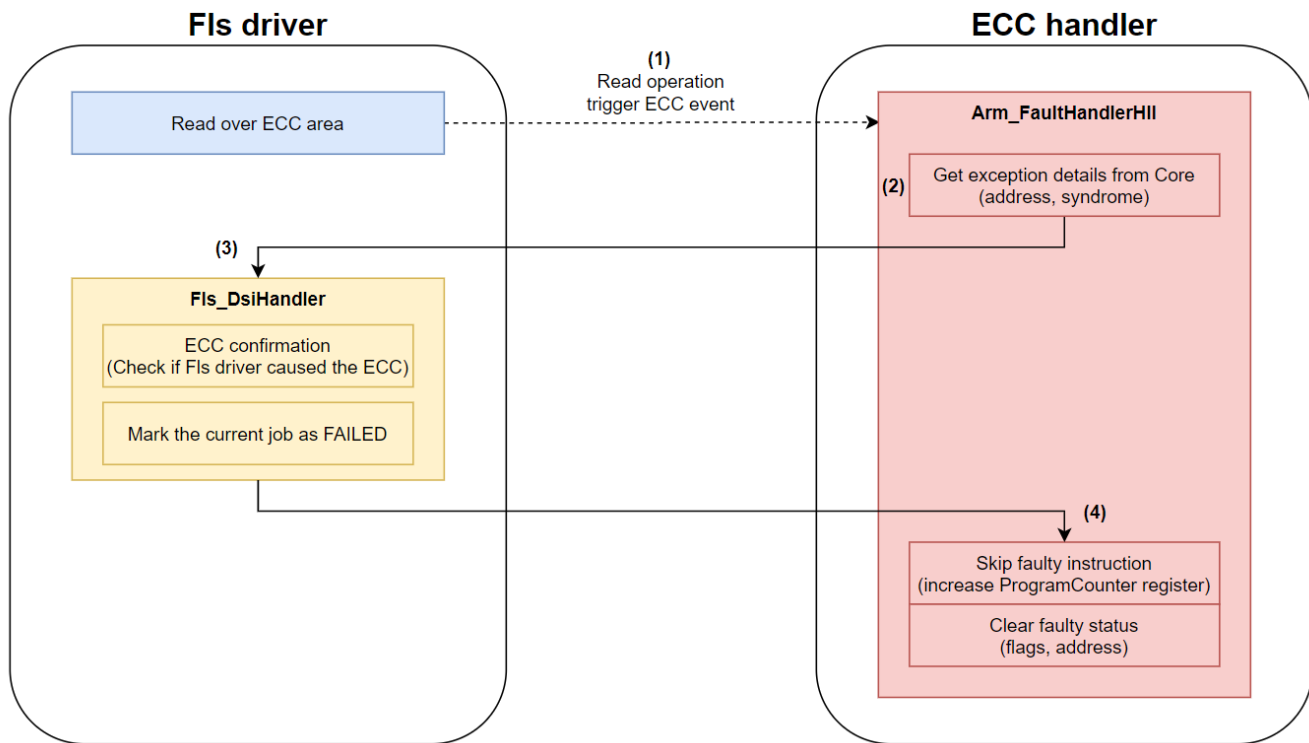 Fls driver
ECC handler
(1)
Read operation
trigger ECC event
Read over ECC area
Arm_FaultHandlerHll
(2)
Get exception details from Core
(address, syndrome)
(3)
Fls_DsiHandler
ECC confirmation
(Check if Fls driver caused the ECC)
Mark the current job as FAILED
(4)
Skip faulty instruction
(increase ProgramCounter register)
Clear faulty status
(flags, address)